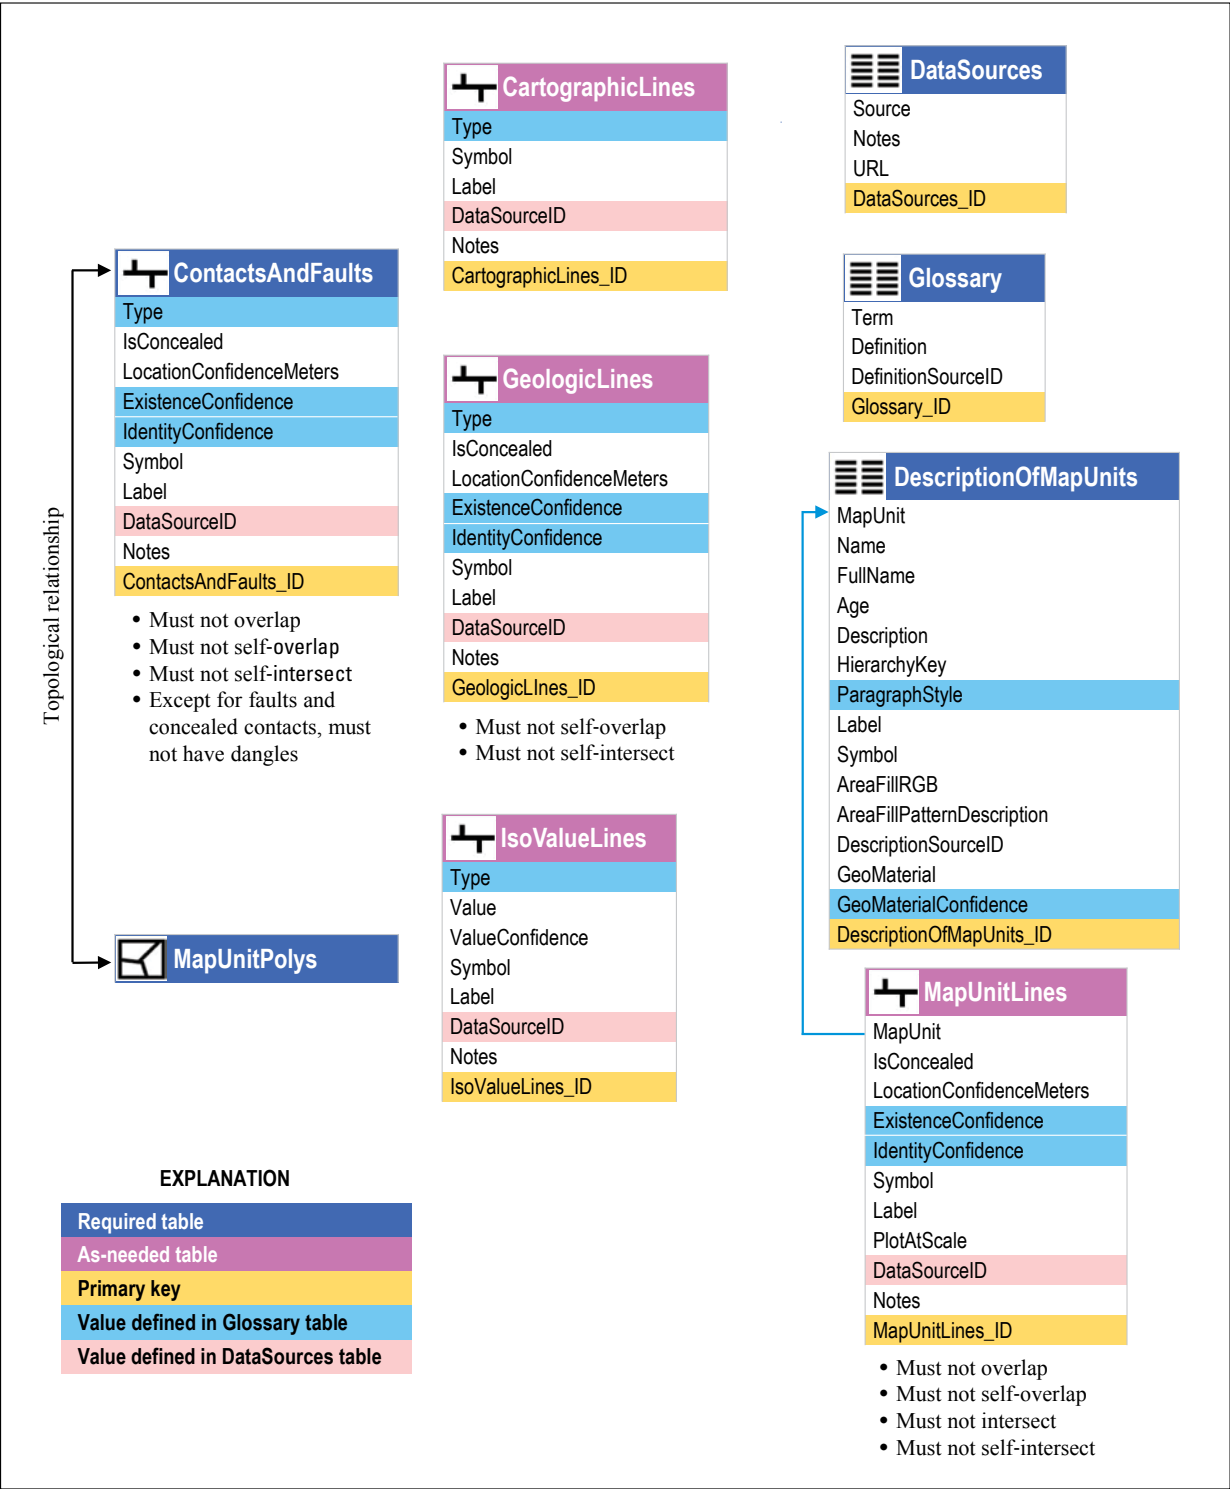 CartographicLines
Type
Symbol
Label
DataSourceID
Notes
CartographicLines_ID
DataSources
Source
Notes
URL
DataSources_ID
Topological relationship
ContactsAndFaults
Type
IsConcealed
LocationConfidenceMeters
ExistenceConfidence
IdentityConfidence
Symbol
Label
DataSourceID
Notes
ContactsAndFaults_ID
• Must not overlap
• Must not self-overlap
• Must not self-intersect
• Except for faults and
concealed contacts, must
not have dangles
Glossary
Term
Definition
DefinitionSourceID
Glossary_ID
GeologicLines
Type
IsConcealed
LocationConfidenceMeters
ExistenceConfidence
IdentityConfidence
Symbol
Label
DataSourceID
Notes
GeologicLInes_ID
• Must not self-overlap
• Must not self-intersect
DescriptionOfMapUnits
MapUnit
Name
FullName
Age
Description
HierarchyKey
ParagraphStyle
Label
Symbol
AreaFillRGB
AreaFillPatternDescription
DescriptionSourceID
GeoMaterial
GeoMaterialConfidence
DescriptionOfMapUnits_ID
IsoValueLines
Type
Value
ValueConfidence
Symbol
Label
DataSourceID
Notes
IsoValueLines_ID
MapUnitPolys
MapUnitLines
MapUnit
IsConcealed
LocationConfidenceMeters
ExistenceConfidence
IdentityConfidence
Symbol
Label
PlotAtScale
DataSourceID
Notes
MapUnitLines_ID
• Must not overlap
• Must not self-overlap
• Must not intersect
• Must not self-intersect
EXPLANATION
Required table
As-needed table
Primary key
Value defined in Glossary table
Value defined in DataSources table